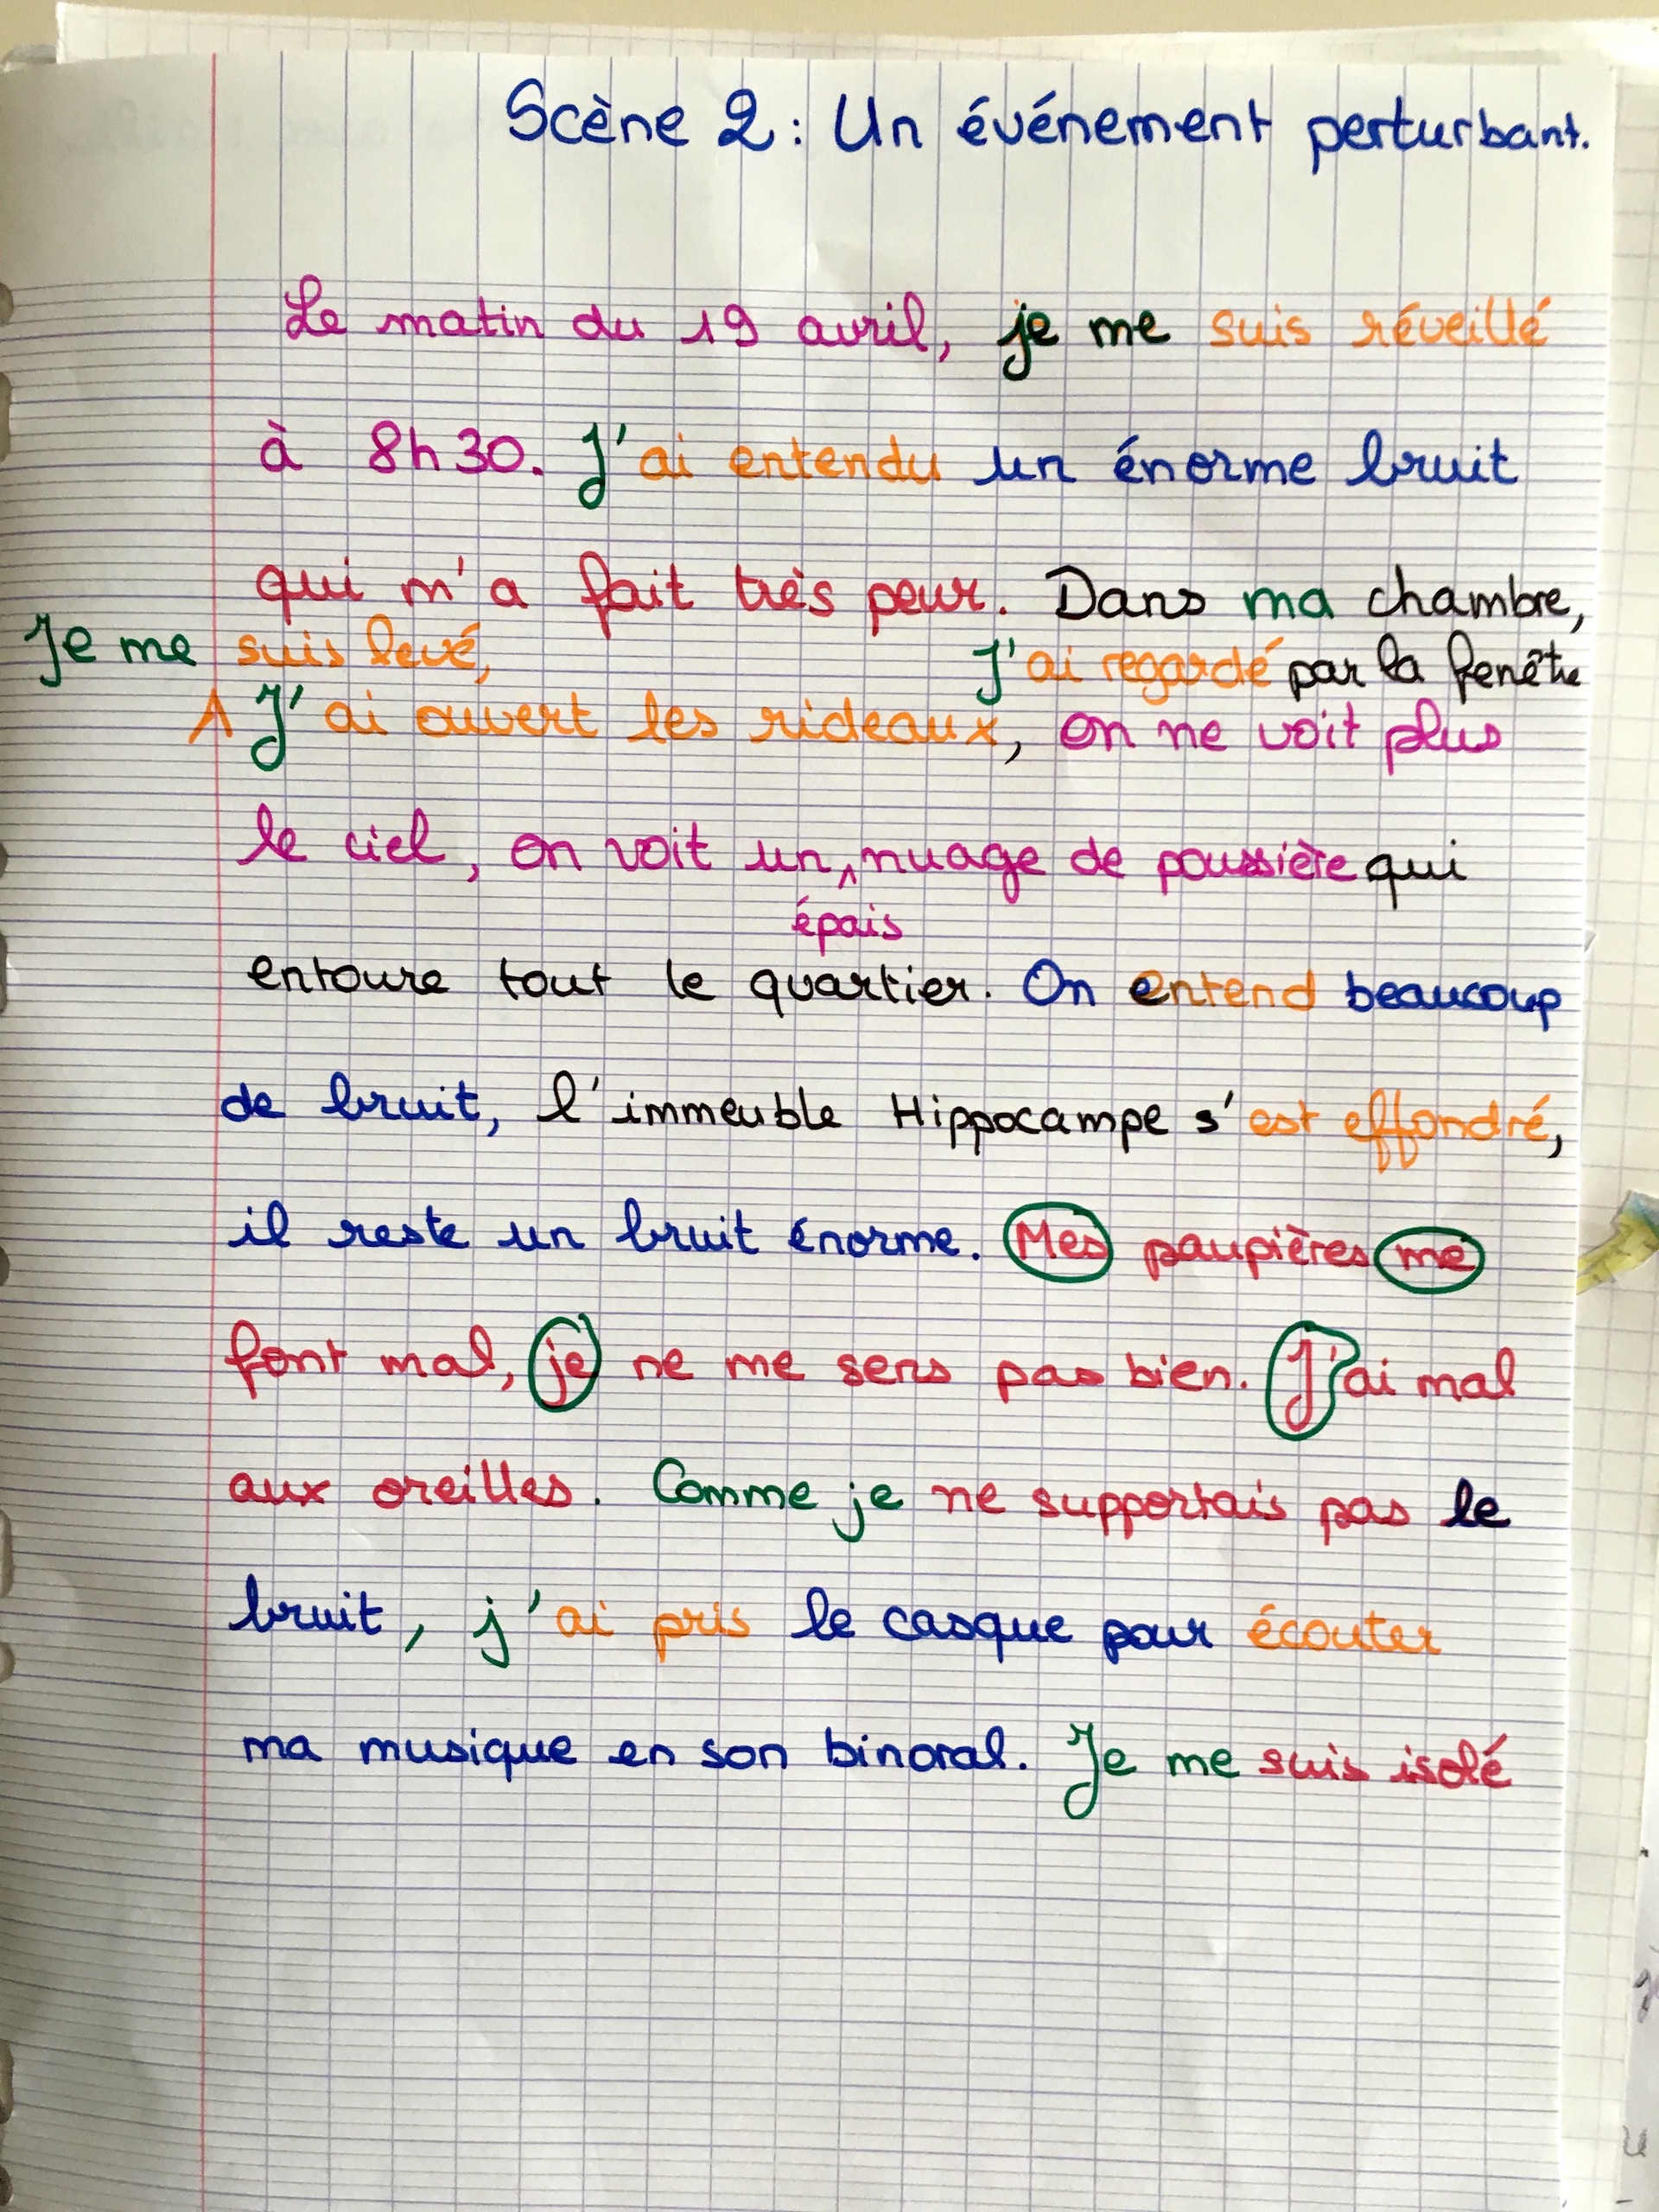 Scène 2 : Un événement perturbant.
Le matin du 19 avril, je me suis réveillé
à 8h30. J'ai entendu un énorme bruit
qui m'a fait très peur. Dans ma chambre,
Je me suis levé, J'ai regardé par la fenêtre
J'ai ouvert les rideaux, on ne voit plus
le ciel, on voit un nuage de poussière qui
épais
entoure tout le quartier. On entend beaucoup
de bruit, l'immeuble Hippocampe s'est effondré,
il reste un bruit énorme. Mes paupières me
font mal, je ne me sens pas bien. J'ai mal
aux oreilles. Comme je ne supportais pas le
bruit, j'ai pris le casque pour écouter
ma musique en son binoral. Je me suis isolé